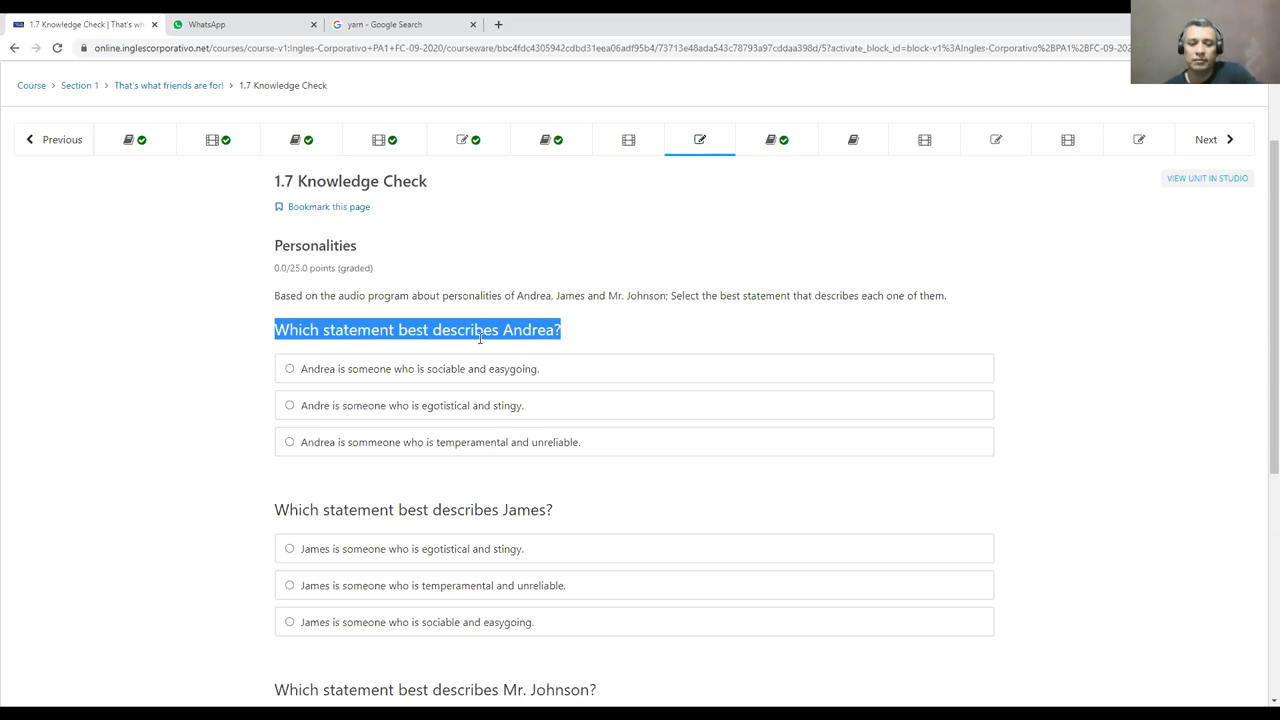 1.7 Knowledge Check | That's wh
WhatsApp
yarn - Google Search
online.inglescorporativo.net/courses/course-v1:Ingles-Corporativo+PA1+FC-09-2020/courseware/bbc4fdc4305942cdbd31eea06adf95b4/73713e48ada543c78793a97cddaa398d/5?activate_block_id=block-v1%3AIngles-Corporativo%2BPA1%2BFC-09-202
Course > Section 1 > That's what friends are for! > 1.7 Knowledge Check
Previous
Next
1.7 Knowledge Check
VIEW UNIT IN STUDIO
Bookmark this page
Personalities
0.0/25.0 points (graded)
Based on the audio program about personalities of Andrea, James and Mr. Johnson; Select the best statement that describes each one of them.
Which statement best describes Andrea?
Andrea is someone who is sociable and easygoing.
Andre is someone who is egotistical and stingy.
Andrea is sommeone who is temperamental and unreliable.
Which statement best describes James?
James is someone who is egotistical and stingy.
James is someone who is temperamental and unreliable.
James is someone who is sociable and easygoing.
Which statement best describes Mr. Johnson?